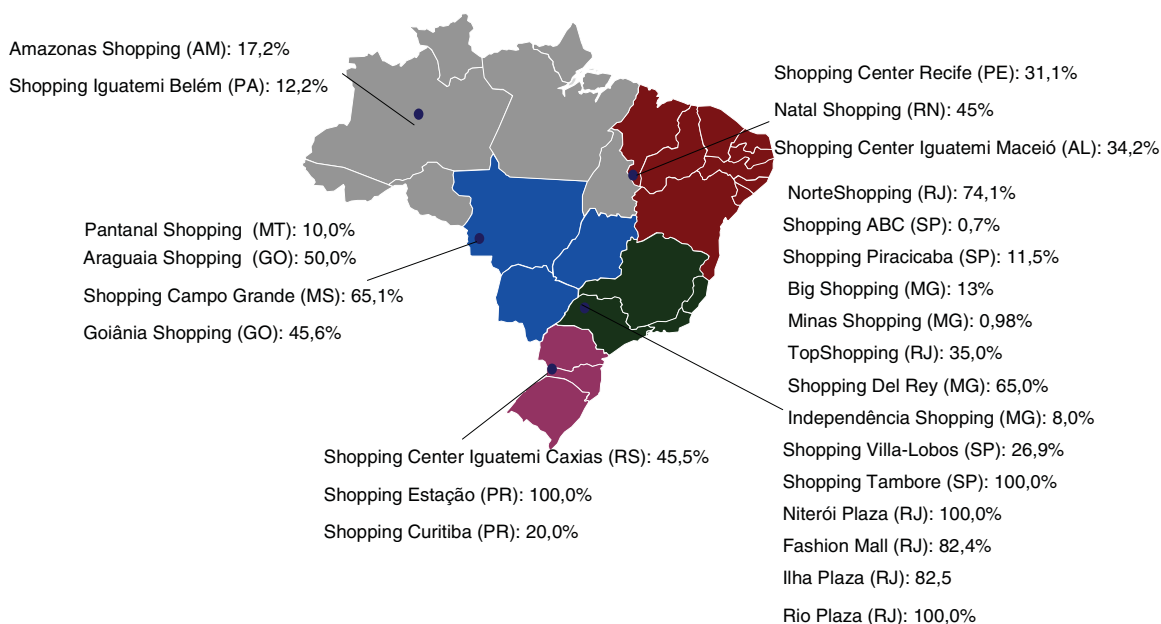 Amazonas Shopping (AM): 17,2%
Shopping Iguatemi Belém (PA): 12,2%
Shopping Center Recife (PE): 31,1%
Natal Shopping (RN): 45%
Shopping Center Iguatemi Maceió (AL): 34,2%
Pantanal Shopping (MT): 10,0%
Araguaia Shopping (GO): 50,0%
Shopping Campo Grande (MS): 65,1%
Goiânia Shopping (GO): 45,6%
NorteShopping (RJ): 74,1%
Shopping ABC (SP): 0,7%
Shopping Piracicaba (SP): 11,5%
Big Shopping (MG): 13%
Minas Shopping (MG): 0,98%
TopShopping (RJ): 35,0%
Shopping Del Rey (MG): 65,0%
Independência Shopping (MG): 8,0%
Shopping Villa-Lobos (SP): 26,9%
Shopping Tambore (SP): 100,0%
Niterói Plaza (RJ): 100,0%
Fashion Mall (RJ): 82,4%
Ilha Plaza (RJ): 82,5
Rio Plaza (RJ): 100,0%
Shopping Center Iguatemi Caxias (RS): 45,5%
Shopping Estação (PR): 100,0%
Shopping Curitiba (PR): 20,0%